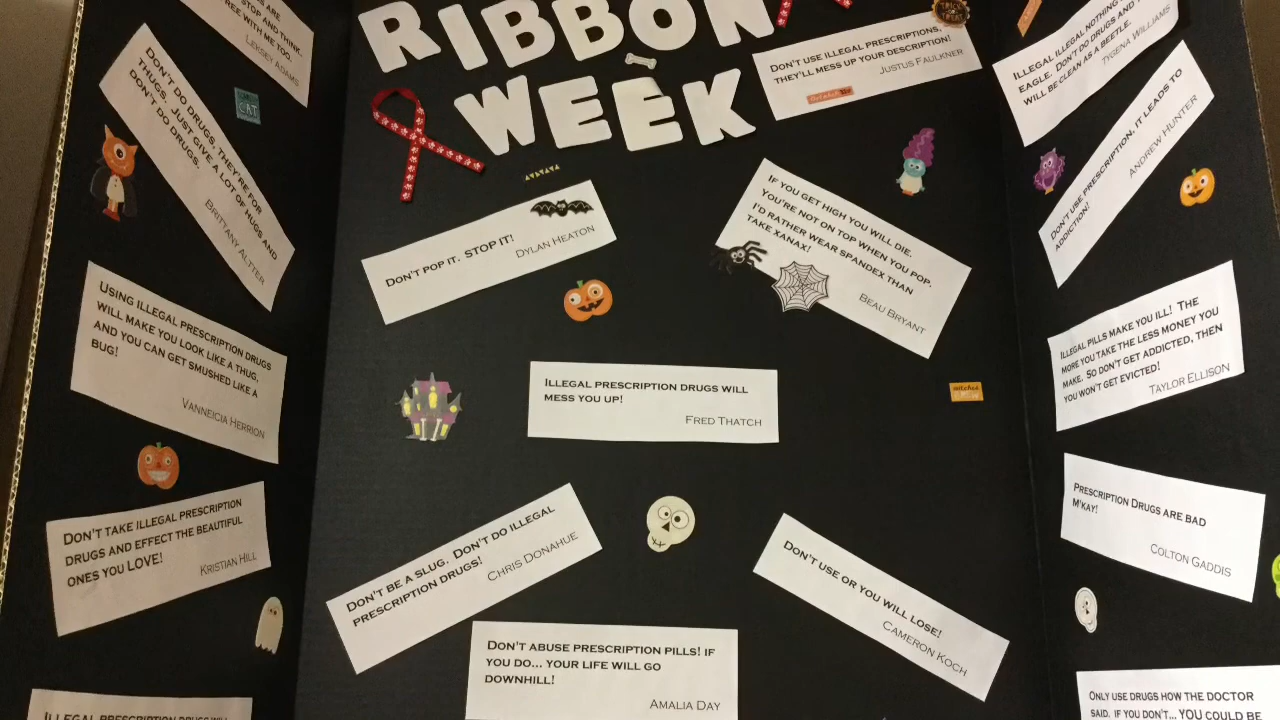 RIBBON
WEEK
ARE
STOP AND THINK.
FREE WITH ME TOO.
LEKSEY ADAMS
DON'T DO DRUGS, THEY'RE FOR
THUGS. JUST GIVE A LOT OF HUGS AND
DON'T DO DRUGS.
BRITTANY ALTTER
CAT
USING ILLEGAL PRESCRIPTION DRUGS
WILL MAKE YOU LOOK LIKE A THUG,
AND YOU CAN GET SMUSHED LIKE A
BUG!
VANNEICIA HERRION
DON'T TAKE ILLEGAL PRESCRIPTION
DRUGS AND EFFECT THE BEAUTIFUL
ONES YOU LOVE!
KRISTIAN HILL
DON'T POP IT. STOP IT!
DYLAN HEATON
ILLEGAL PRESCRIPTION DRUGS WILL
MESS YOU UP!
FRED THATCH
DON'T BE A SLUG. DON'T DO ILLEGAL
PRESCRIPTION DRUGS!
CHRIS DONAHUE
DON'T ABUSE PRESCRIPTION PILLS! IF
YOU DO... YOUR LIFE WILL GO
DOWNHILL!
AMALIA DAY
DON'T USE ILLEGAL PRESCRIPTIONS,
THEY'LL MESS UP YOUR DESCRIPTION!
JUSTUS FAULKNER
IF YOU GET HIGH YOU WILL DIE.
YOU'RE NOT ON TOP WHEN YOU POP.
I'D RATHER WEAR SPANDEX THAN
TAKE XANAX!
BEAU BRYANT
witches
CREW
DON'T USE OR YOU WILL LOSE!
CAMERON KOCH
ILLEGAL ILLEGAL NOTHING
EAGLE. DON'T DO DRUGS AND
WILL BE CLEAN AS A BEETLE.
TYGENA WILLIAMS
DON'T USE PRESCRIPTION, IT LEADS TO
ADDICTION!
ANDREW HUNTER
ILLEGAL PILLS MAKE YOU ILL! THE
MORE YOU TAKE THE LESS MONEY YOU
MAKE. SO DON'T GET ADDICTED, THEN
YOU WON'T GET EVICTED!
TAYLOR ELLISON
PRESCRIPTION DRUGS ARE BAD
M'KAY!
COLTON GADDIS
ONLY USE DRUGS HOW THE DOCTOR
SAID. IF YOU DON'T... YOU COULD BE
ILLEGAL PRESCRIPTION DRUGS WILL